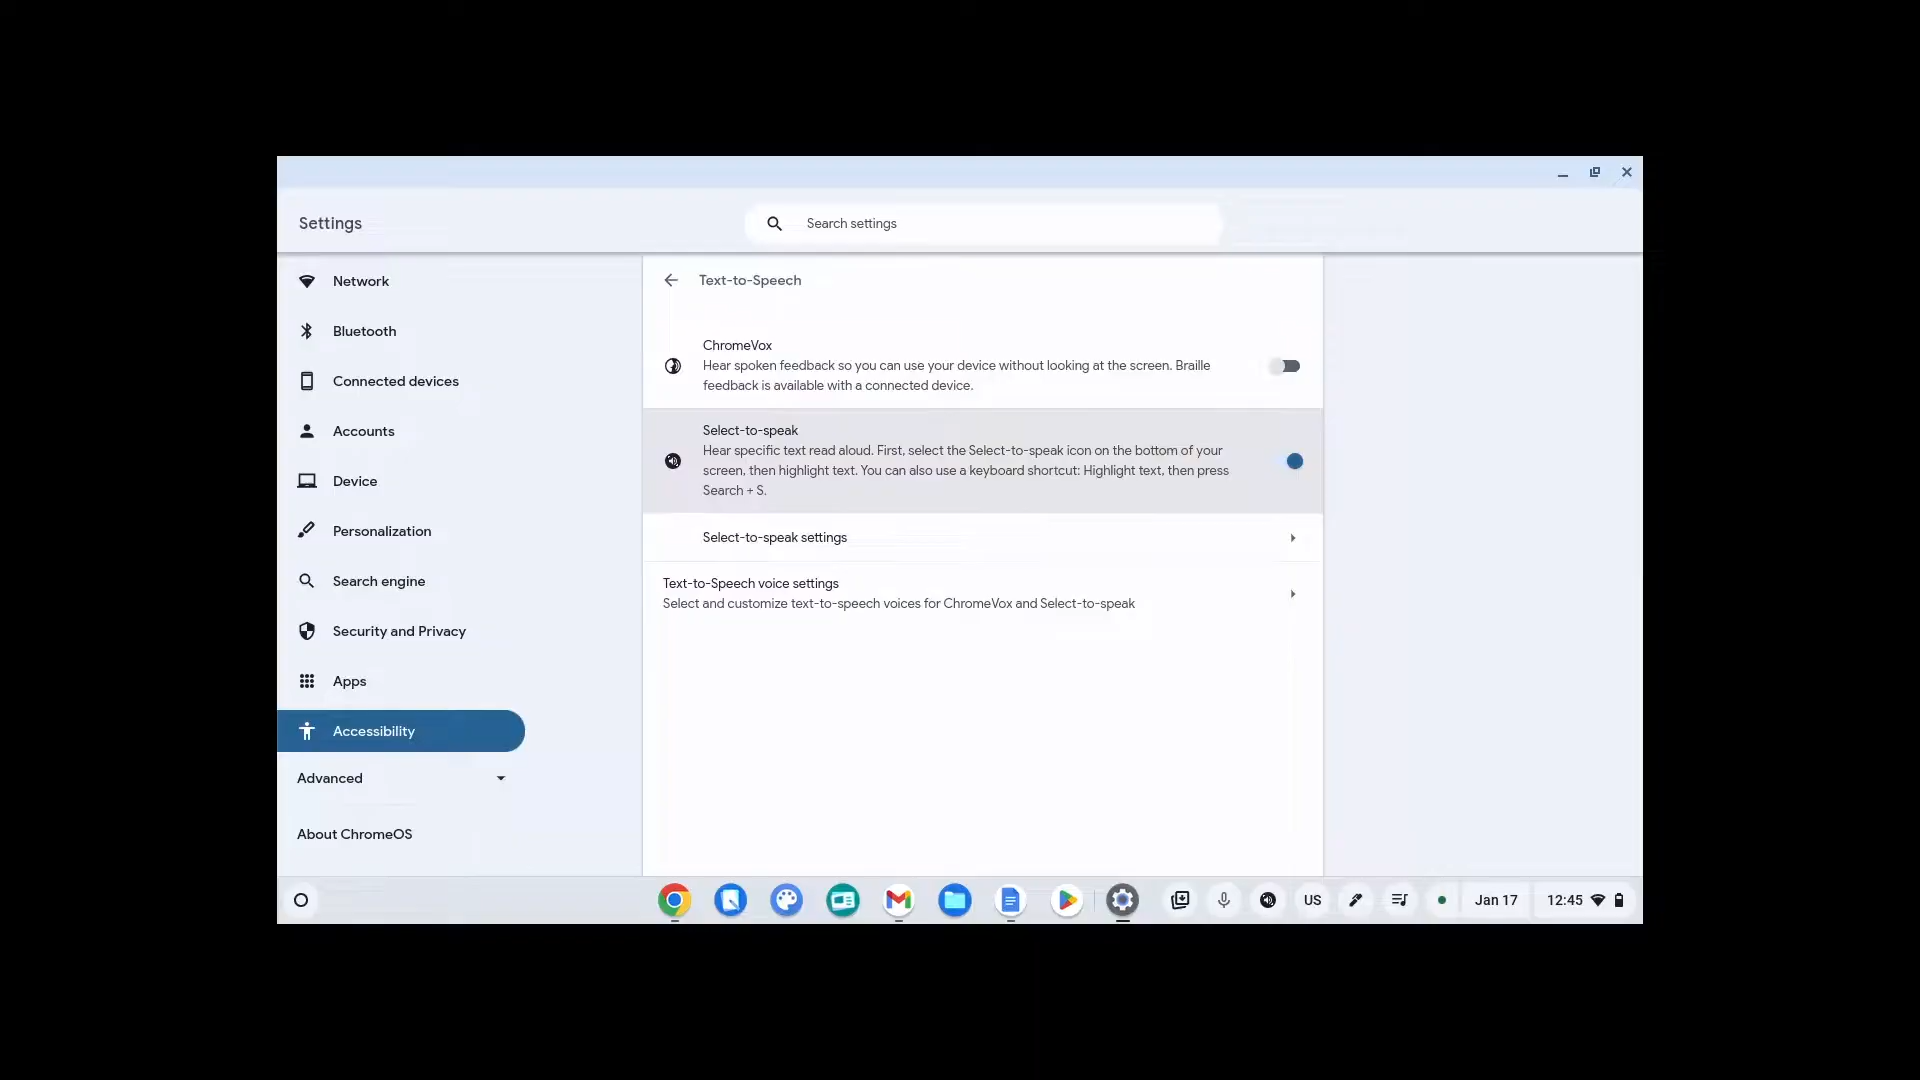 Settings
Search settings
Network
Bluetooth
Connected devices
Accounts
Device
Personalization
Search engine
Security and Privacy
Apps
Accessibility
Advanced
About ChromeOS
Text-to-Speech
ChromeVox
Hear spoken feedback so you can use your device without looking at the screen. Braille
feedback is available with a connected device.
Select-to-speak
Hear specific text read aloud. First, select the Select-to-speak icon on the bottom of your
screen, then highlight text. You can also use a keyboard shortcut: Highlight text, then press
Search + S.
Select-to-speak settings
Text-to-Speech voice settings
Select and customize text-to-speech voices for ChromeVox and Select-to-speak
US
Jan 17
12:45